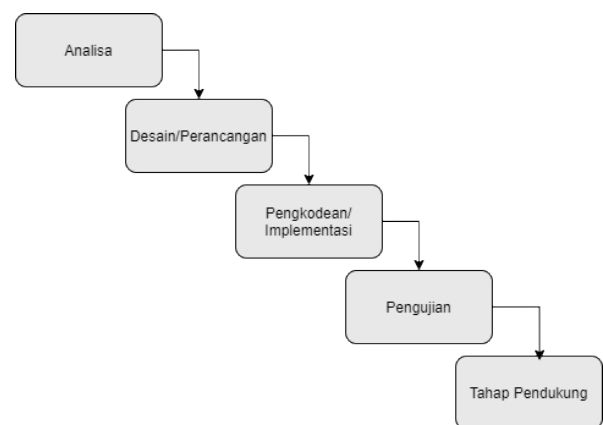 Analisa
Desain/Perancangan
Pengkodean/
Implementasi
Pengujian
Tahap Pendukung